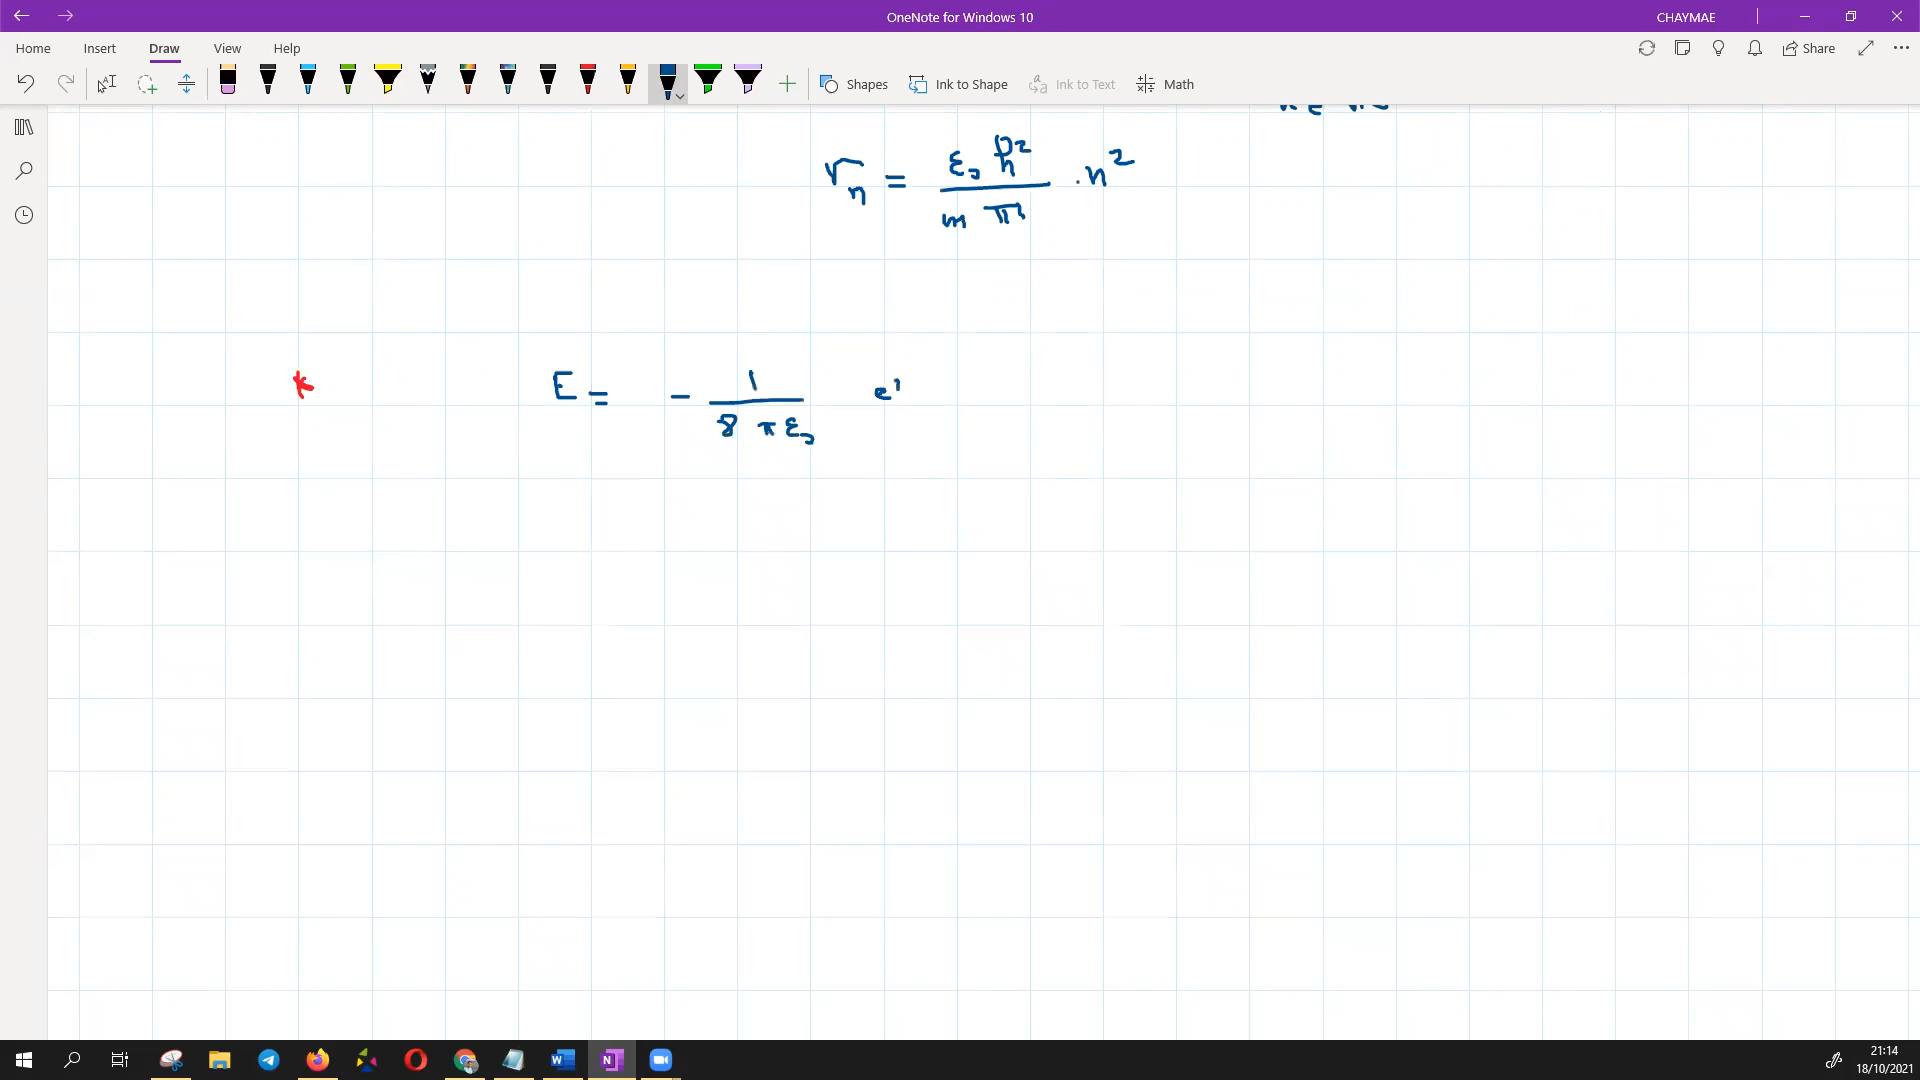 OneNote for Windows 10
CHAYMAE
Home Insert Draw View Help
Share
Shapes Ink to Shape Ink to Text Math
r_n = ε₀ h² / m π · n²
* E = - 1 / 8 π ε₀ e
21:14
18/10/2021